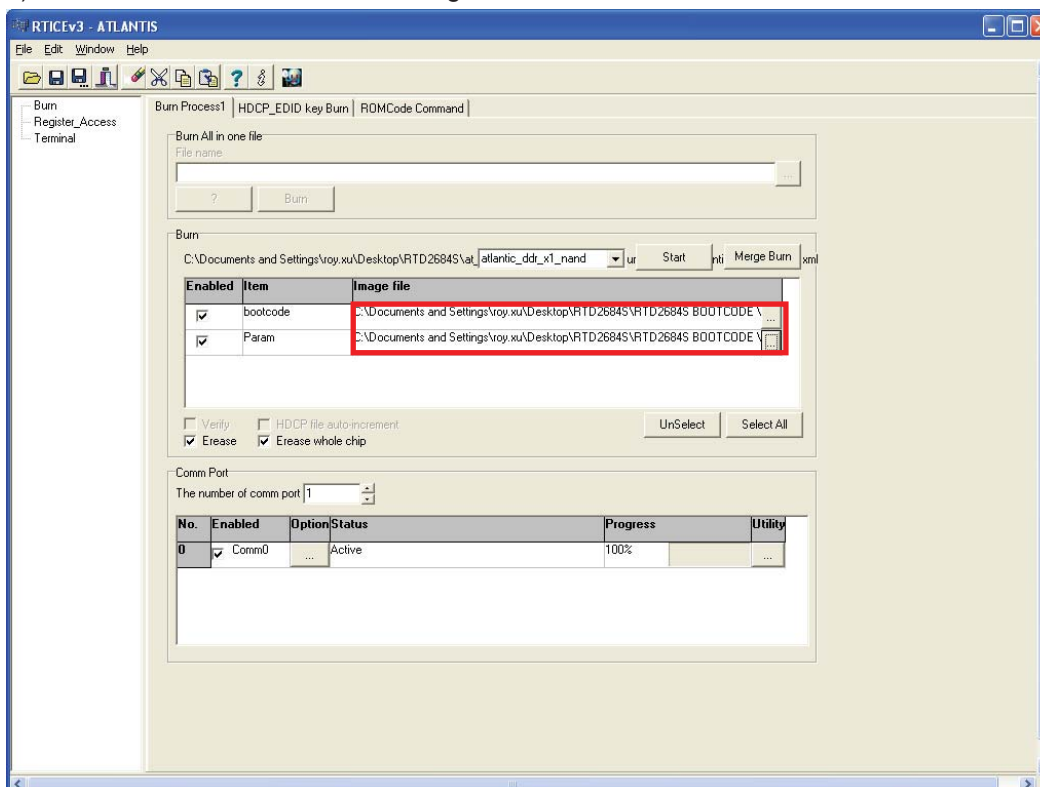 RTICEv3 - ATLANTIS
File Edit Window Help
Burn
Register_Access
Terminal
Burn Process1 HDCP_EDID key Burn ROMCode Command
Burn All in one file
File name
...
? Burn
Burn
C:\Documents and Settings\roy.xu\Desktop\RTD2684S\at_ atlantic_ddr_x1_nand ur Start nti Merge Burn xml
Enabled Item Image file
bootcode C:\Documents and Settings\roy.xu\Desktop\RTD2684S\RTD2684S BOOTCODE \ ...
Param C:\Documents and Settings\roy.xu\Desktop\RTD2684S\RTD2684S BOOTCODE \ ...
Verify HDCP file auto-increment UnSelect Select All
Erease Erease whole chip
Comm Port
The number of comm port 1
No. Enabled Option Status Progress Utility
0 Comm0 ... Active 100% ...